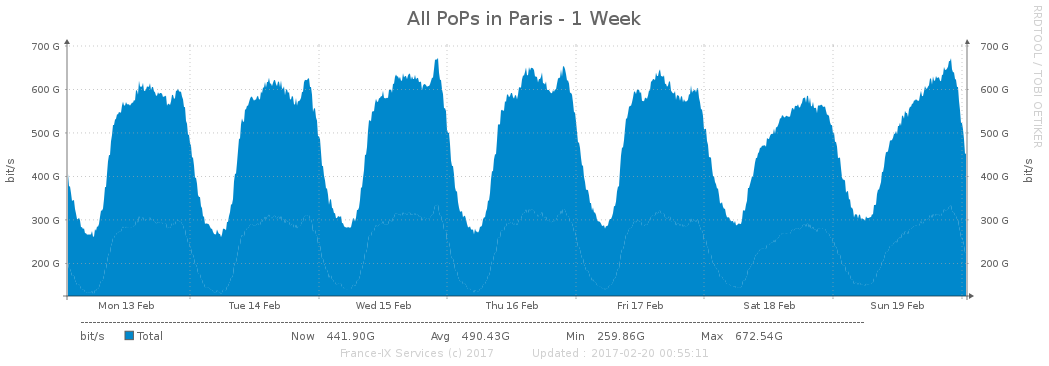 All PoPs in Paris - 1 Week
RRDTOOL / TOBI OETIKER
bit/s
700 G
600 G
500 G
400 G
300 G
200 G
700 G
600 G
500 G
400 G
300 G
200 G
bit/s
Mon 13 Feb Tue 14 Feb Wed 15 Feb Thu 16 Feb Fri 17 Feb Sat 18 Feb Sun 19 Feb
bit/s Total Now 441.90G Avg 490.43G Min 259.86G Max 672.54G
France-IX Services (c) 2017 Updated : 2017-02-20 00:55:11